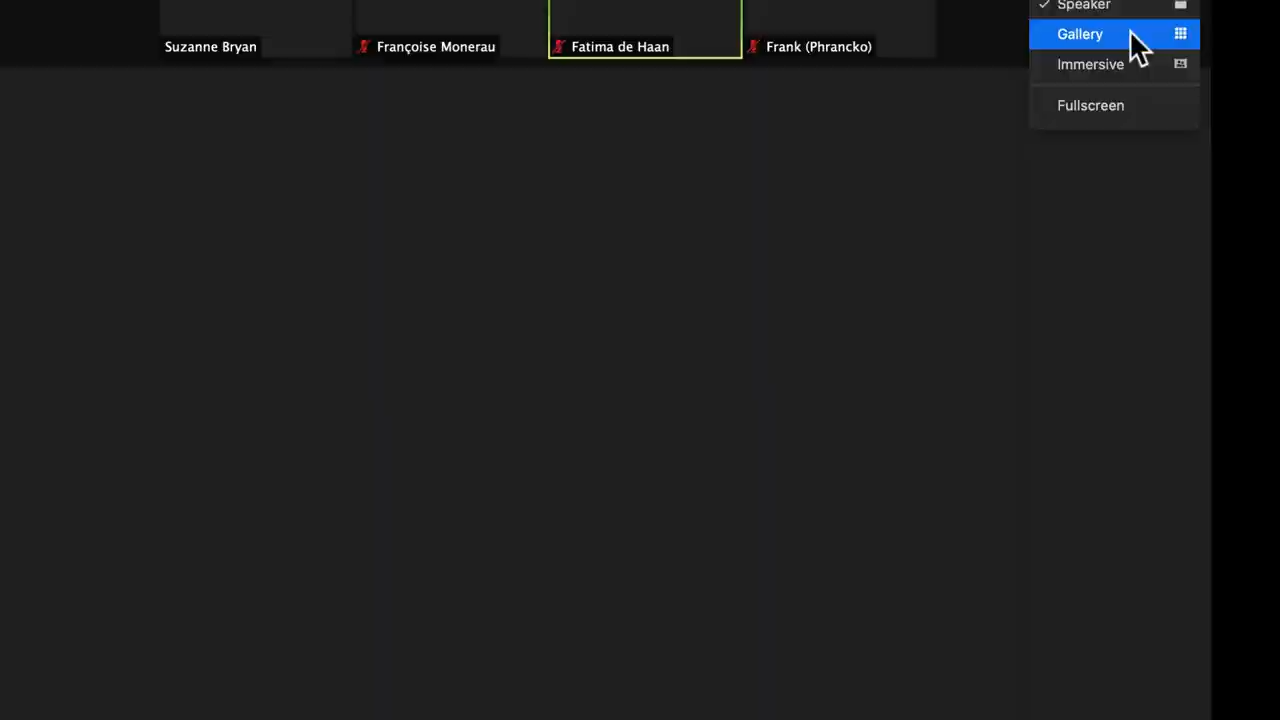 Speaker
Gallery
Immersive
Fullscreen
Suzanne Bryan
Françoise Monerau
Fatima de Haan
Frank (Phrancko)